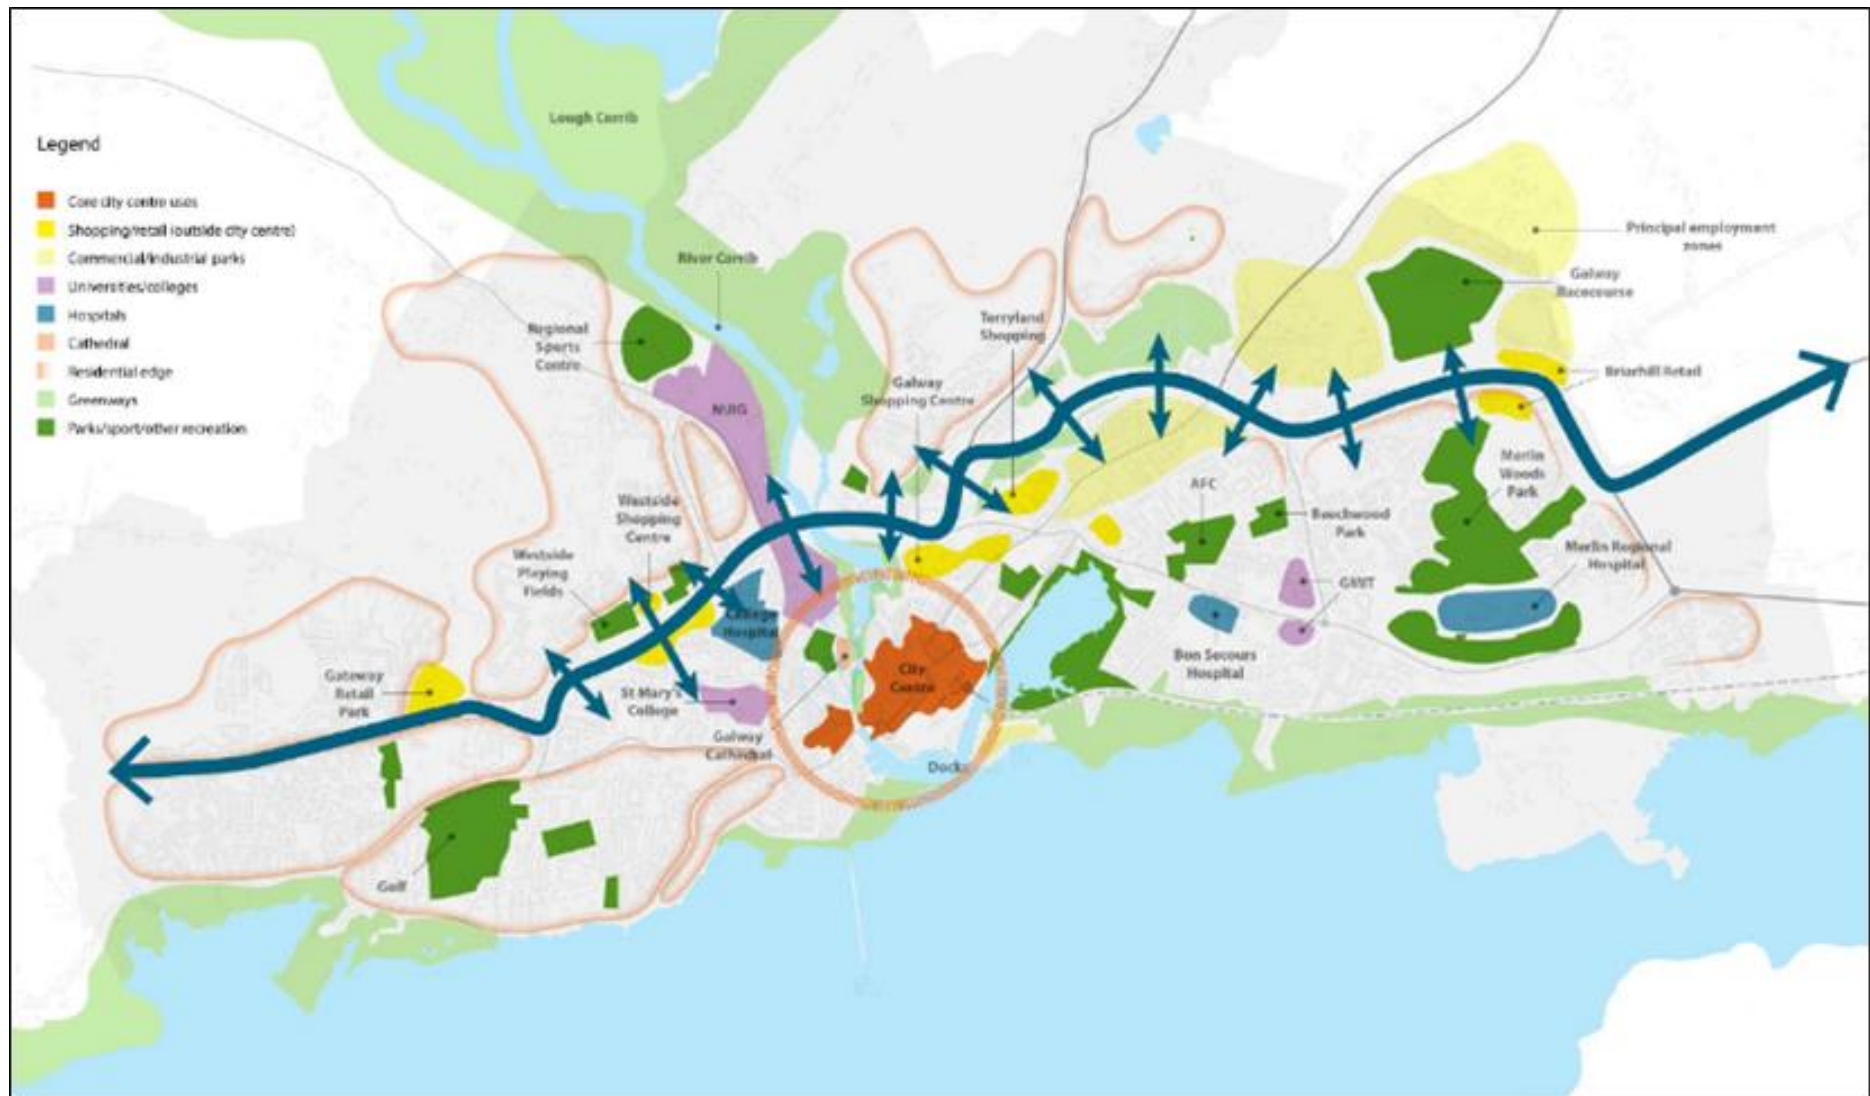 Legend
Core city centre uses
Shopping/retail (outside city centre)
Commercial/industrial parks
Universities/colleges
Hospitals
Cathedral
Residential edge
Greenways
Parks/sport/other recreation
Lough Corrib
River Corrib
Regional
Sports
Centre
NUIG
Terryland
Shopping
Galway
Shopping Centre
Principal employment
zones
Galway
Racecourse
Briarhill Retail
Merlin
Woods
Park
AFC
Beechwood
Park
Merlin Regional
Hospital
GMIT
Bon Secours
Hospital
Westside
Shopping
Centre
Westside
Playing
Fields
College
Hospital
Gateway
Retail
Park
St Mary's
College
City
Centre
Galway
Cathedral
Docks
Golf